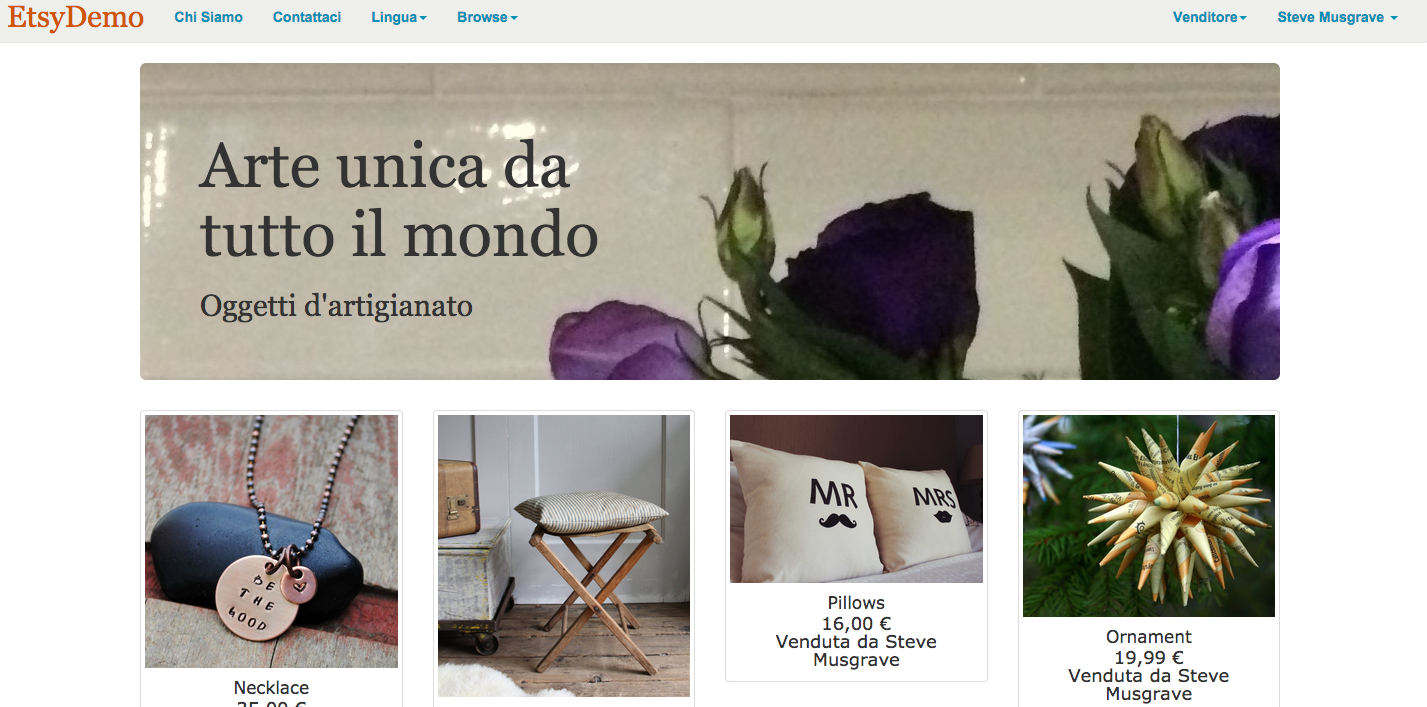 EtsyDemo
Chi Siamo
Contattaci
Lingua
Browse
Venditore
Steve Musgrave
Arte unica da
tutto il mondo
Oggetti d'artigianato
BE
THE
GOOD
Necklace
MR
MRS
Pillows
16,00 €
Venduta da Steve
Musgrave
Ornament
19,99 €
Venduta da Steve
Musgrave